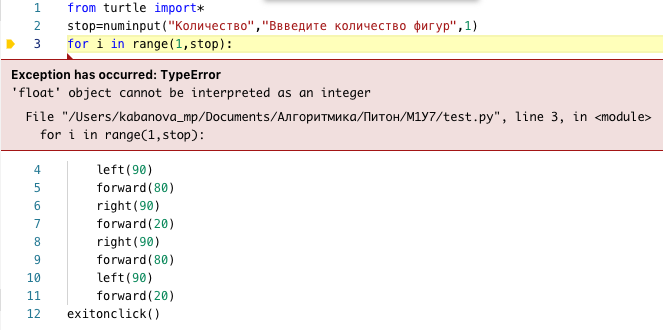 1 from turtle import*
2 stop=numinput("Количество","Ввведите количество фигур",1)
3 for i in range(1,stop):
Exception has occurred: TypeError
'float' object cannot be interpreted as an integer
File "/Users/kabanova_mp/Documents/Алгоритмика/Питон/М1У7/test.py", line 3, in <module>
for i in range(1,stop):
4 left(90)
5 forward(80)
6 right(90)
7 forward(20)
8 right(90)
9 forward(80)
10 left(90)
11 forward(20)
12 exitonclick()